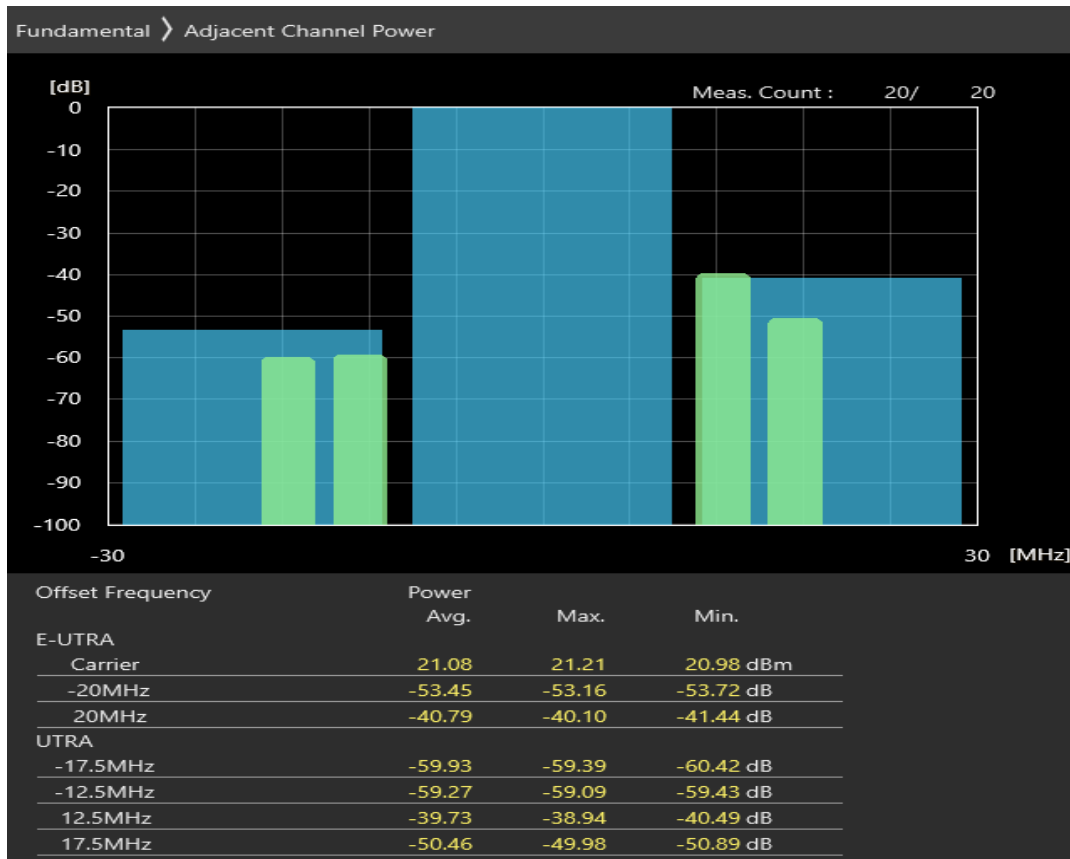 Fundamental ❯ Adjacent Channel Power
[dB]
Meas. Count : 20/ 20
0
-10
-20
-30
-40
-50
-60
-70
-80
-90
-100
-30 30 [MHz]
Offset Frequency Power
Avg. Max. Min.
E-UTRA
Carrier 21.08 21.21 20.98 dBm
-20MHz -53.45 -53.16 -53.72 dB
20MHz -40.79 -40.10 -41.44 dB
UTRA
-17.5MHz -59.93 -59.39 -60.42 dB
-12.5MHz -59.27 -59.09 -59.43 dB
12.5MHz -39.73 -38.94 -40.49 dB
17.5MHz -50.46 -49.98 -50.89 dB